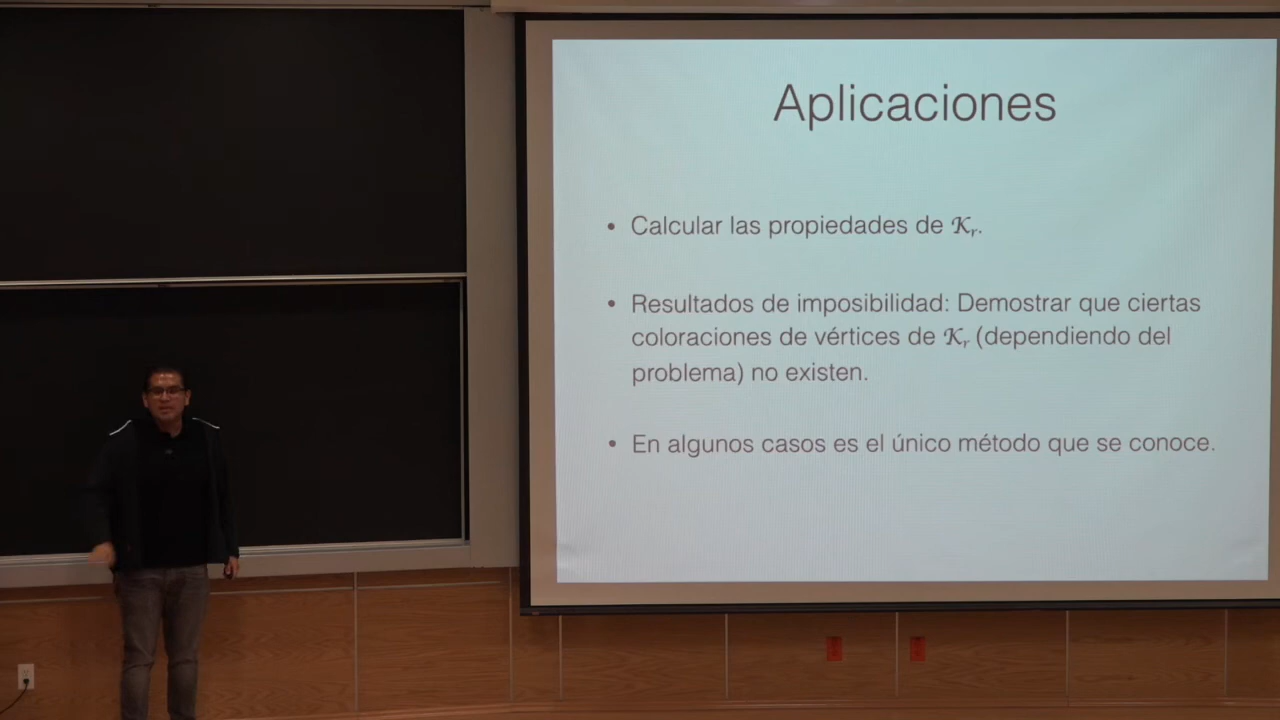 Aplicaciones
• Calcular las propiedades de 𝒦ᵣ.
• Resultados de imposibilidad: Demostrar que ciertas
coloraciones de vértices de 𝒦ᵣ (dependiendo del
problema) no existen.
• En algunos casos es el único método que se conoce.